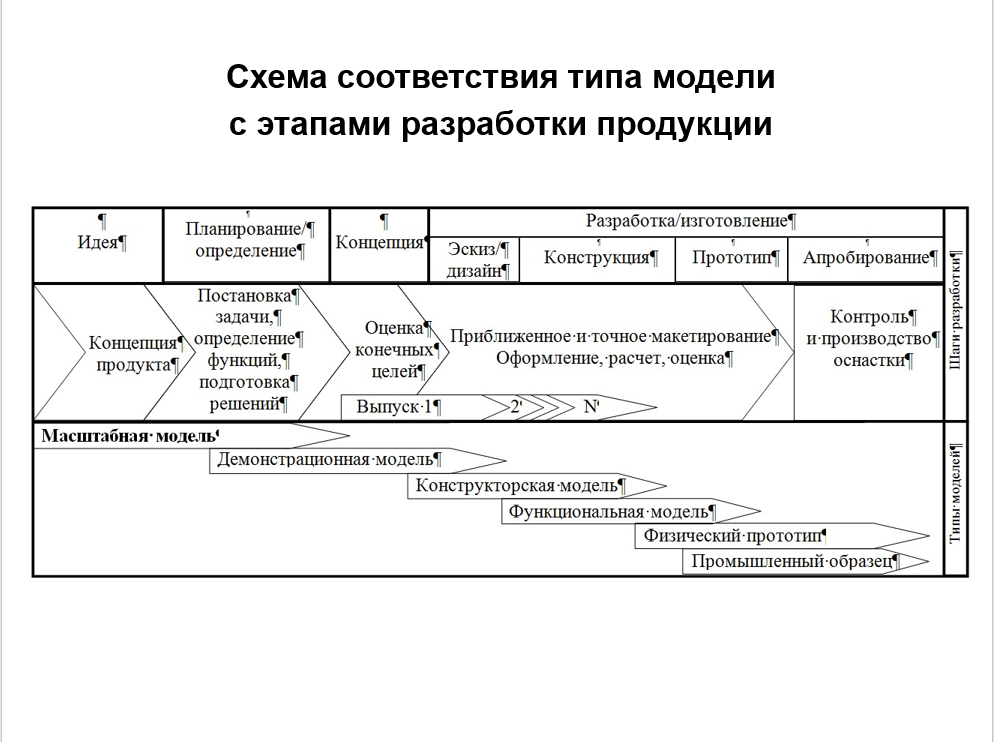 Схема соответствия типа модели
с этапами разработки продукции
¶
Идея¶
¶
Планирование/¶
определение¶
¶
Концепция¶
Разработка/изготовление¶
Эскиз/¶
дизайн¶
¶
Конструкция¶
¶
Прототип¶
¶
Апробирование¶
Шаги·разработки¶
Концепция¶
продукта¶
Постановка¶
задачи,¶
определение¶
функций,¶
подготовка¶
решений¶
Оценка¶
конечных¶
целей¶
Приближенное·и·точное·макетирование¶
Оформление,·расчет,·оценка¶
Контроль¶
и·производство¶
оснастки¶
Выпуск·1¶
2¶
N¶
Масштабная·модель¶
Демонстрационная·модель¶
Конструкторская·модель¶
Функциональная·модель¶
Физический·прототип¶
Промышленный·образец¶
Типы·моделей¶